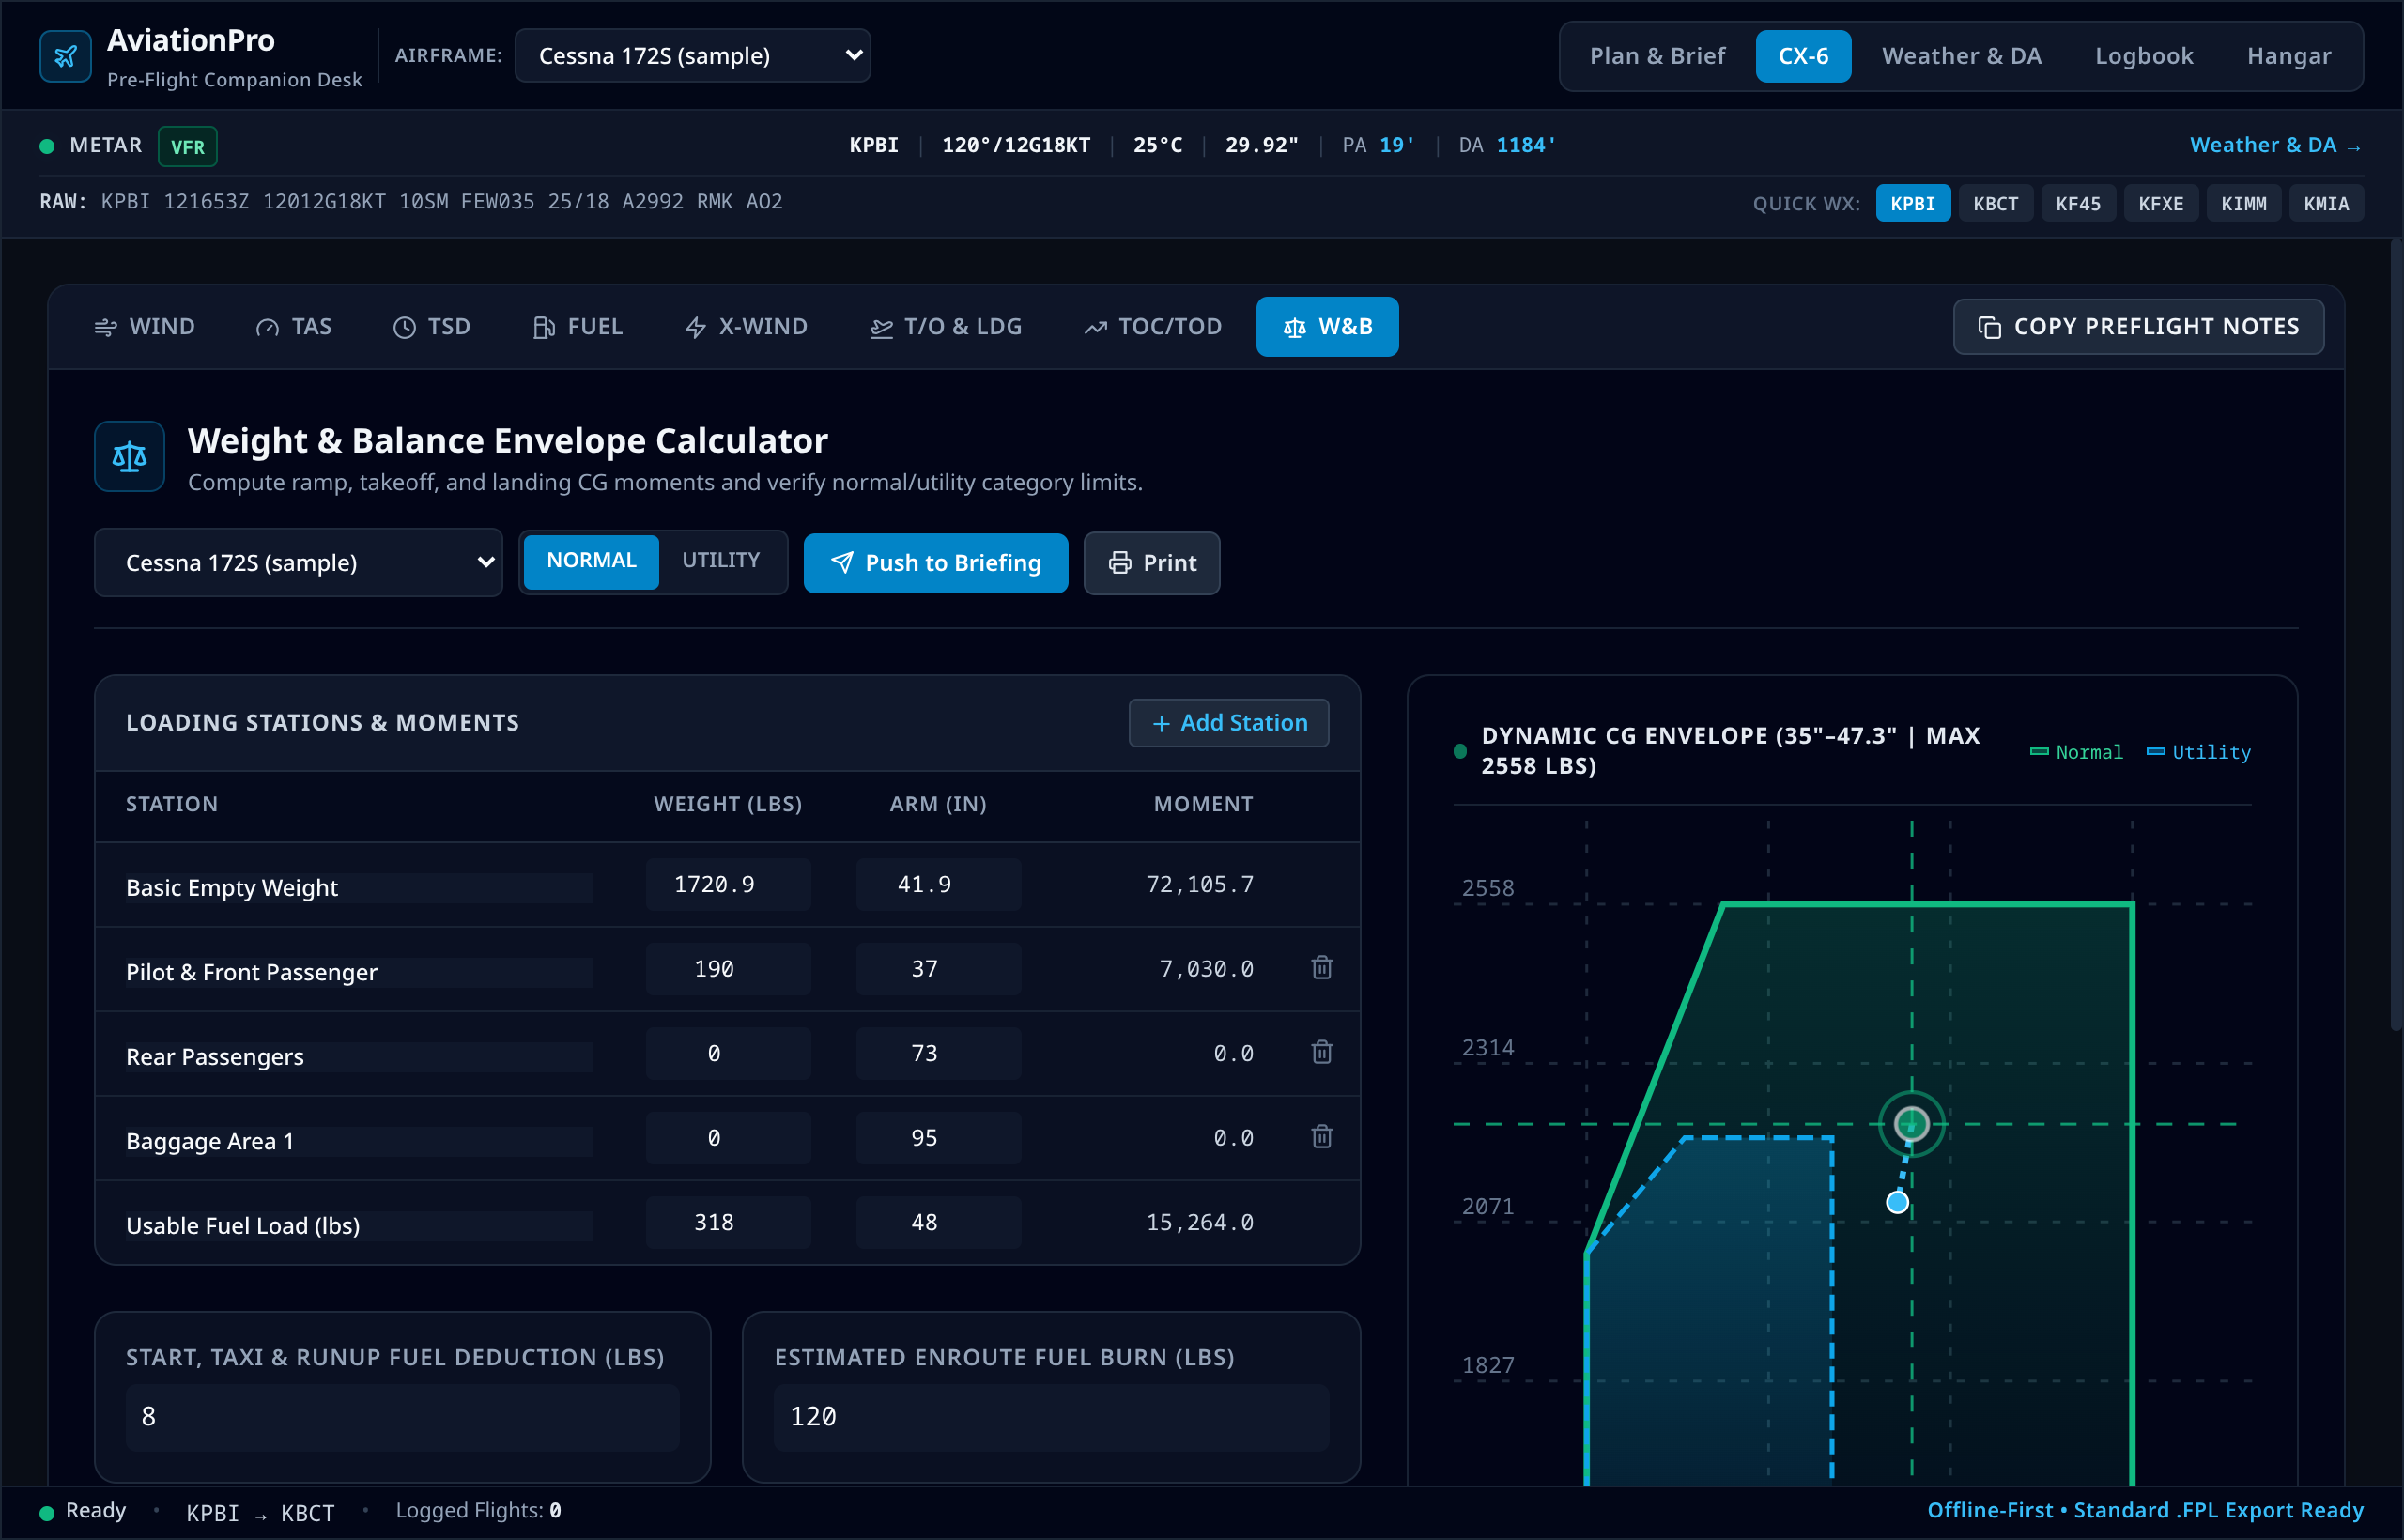 AviationPro
Pre-Flight Companion Desk
AIRFRAME:
Cessna 172S (sample)
Plan & Brief
CX-6
Weather & DA
Logbook
Hangar
METAR
VFR
KPBI | 120°/12G18KT | 25°C | 29.92" | PA 19' | DA 1184'
Weather & DA →
RAW: KPBI 121653Z 12012G18KT 10SM FEW035 25/18 A2992 RMK AO2
QUICK WX:
KPBI
KBCT
KF45
KFXE
KIMM
KMIA
WIND
TAS
TSD
FUEL
X-WIND
T/O & LDG
TOC/TOD
W&B
COPY PREFLIGHT NOTES
Weight & Balance Envelope Calculator
Compute ramp, takeoff, and landing CG moments and verify normal/utility category limits.
Cessna 172S (sample)
NORMAL
UTILITY
Push to Briefing
Print
LOADING STATIONS & MOMENTS
+ Add Station
STATION WEIGHT (LBS) ARM (IN) MOMENT
Basic Empty Weight 1720.9 41.9 72,105.7
Pilot & Front Passenger 190 37 7,030.0
Rear Passengers 0 73 0.0
Baggage Area 1 0 95 0.0
Usable Fuel Load (lbs) 318 48 15,264.0
START, TAXI & RUNUP FUEL DEDUCTION (LBS)
8
ESTIMATED ENROUTE FUEL BURN (LBS)
120
DYNAMIC CG ENVELOPE (35"–47.3" | MAX
2558 LBS)
Normal
Utility
2558
2314
2071
1827
Ready • KPBI → KBCT • Logged Flights: 0
Offline-First • Standard .FPL Export Ready